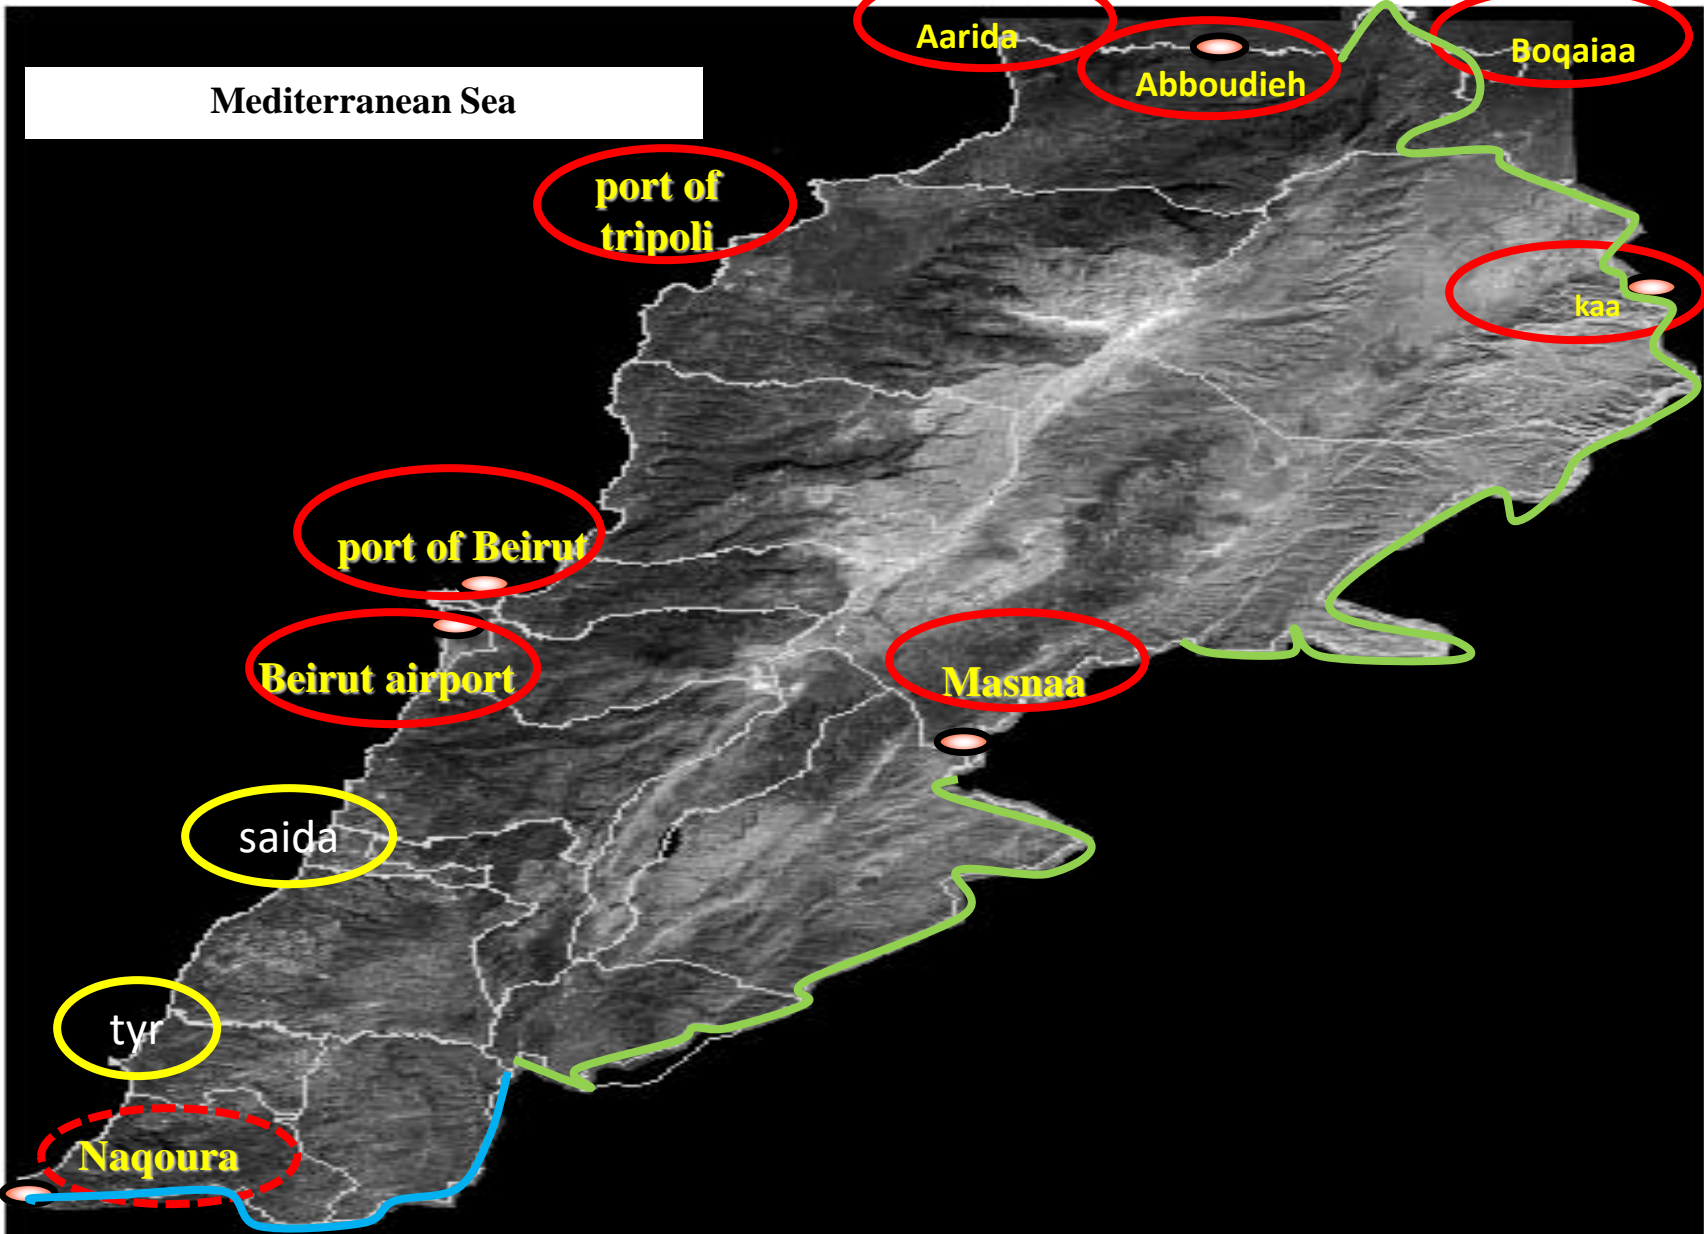 Aarida
Boqaiaa
Abboudieh
Mediterranean Sea
port of
tripoli
kaa
port of Beirut
Beirut airport
Masnaa
saida
tyr
Naqoura